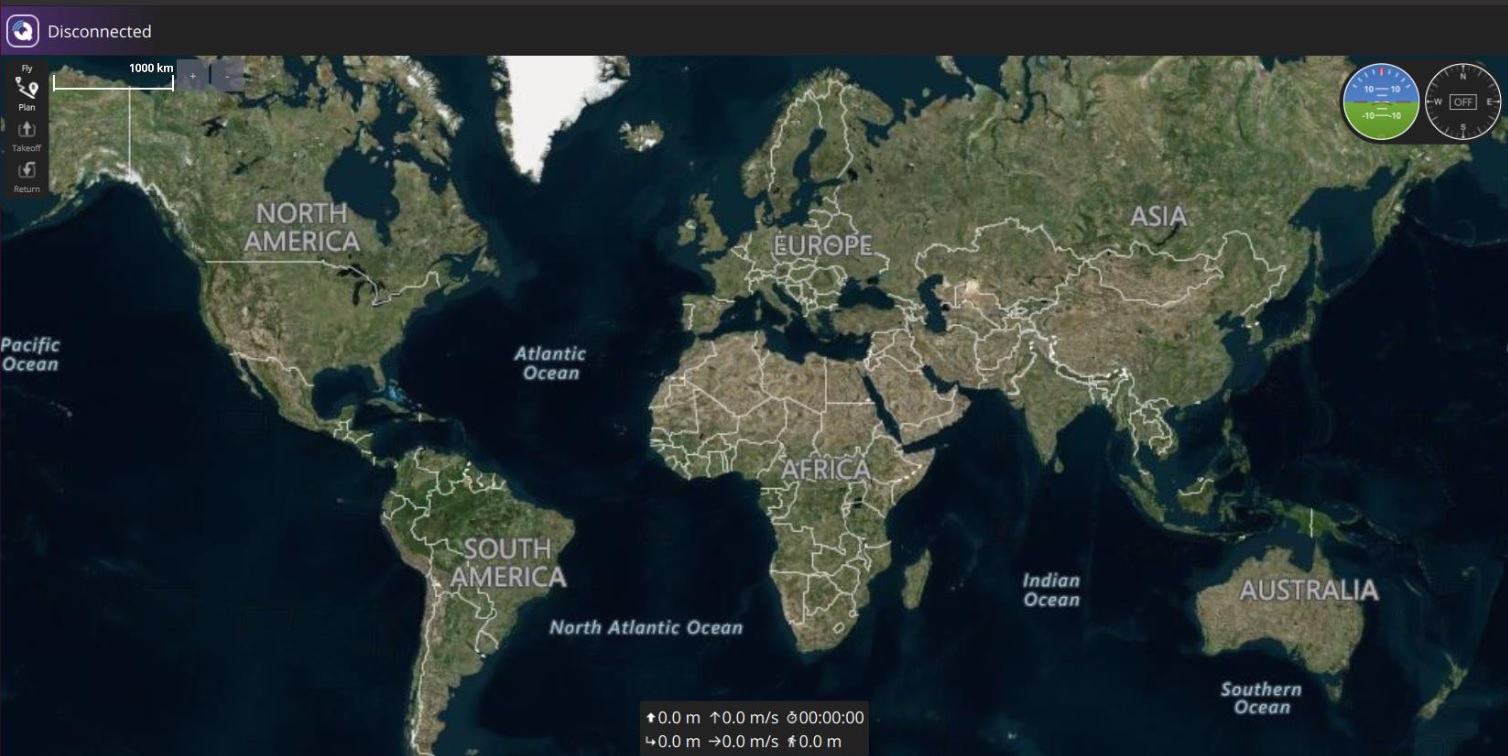 Disconnected
Fly
Plan
Takeoff
Return
1000 km
+
-
10 10
-10 -10
N
W OFF E
S
NORTH
AMERICA
EUROPE
ASIA
Pacific
Ocean
Atlantic
Ocean
AFRICA
SOUTH
AMERICA
Indian
Ocean
AUSTRALIA
North Atlantic Ocean
Southern
Ocean
0.0 m 0.0 m/s 00:00:00
0.0 m 0.0 m/s 0.0 m